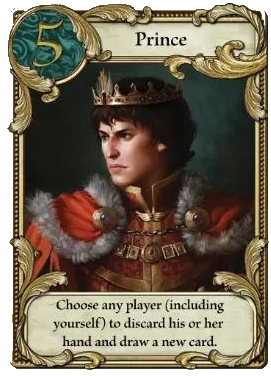 5
Prince
Choose any player (including
yourself) to discard his or her
hand and draw a new card.